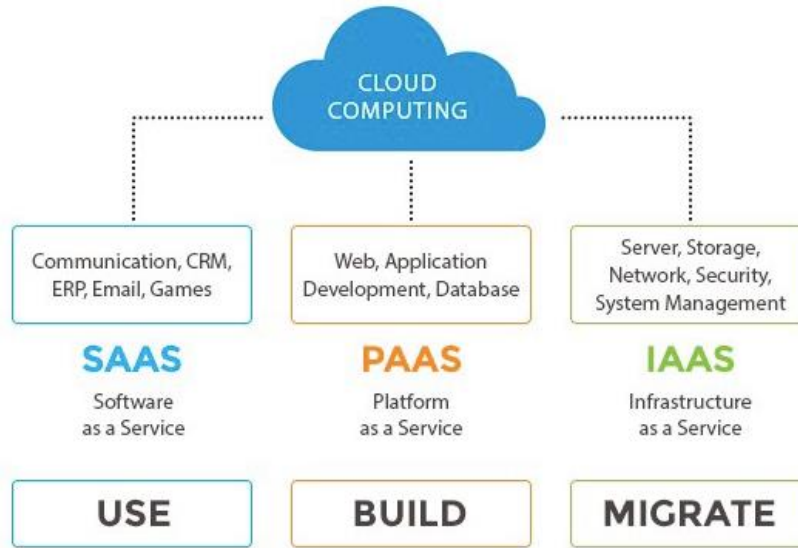 CLOUD
COMPUTING
Communication, CRM,
ERP, Email, Games
SAAS
Software
as a Service
USE
Web, Application
Development, Database
PAAS
Platform
as a Service
BUILD
Server, Storage,
Network, Security,
System Management
IAAS
Infrastructure
as a Service
MIGRATE